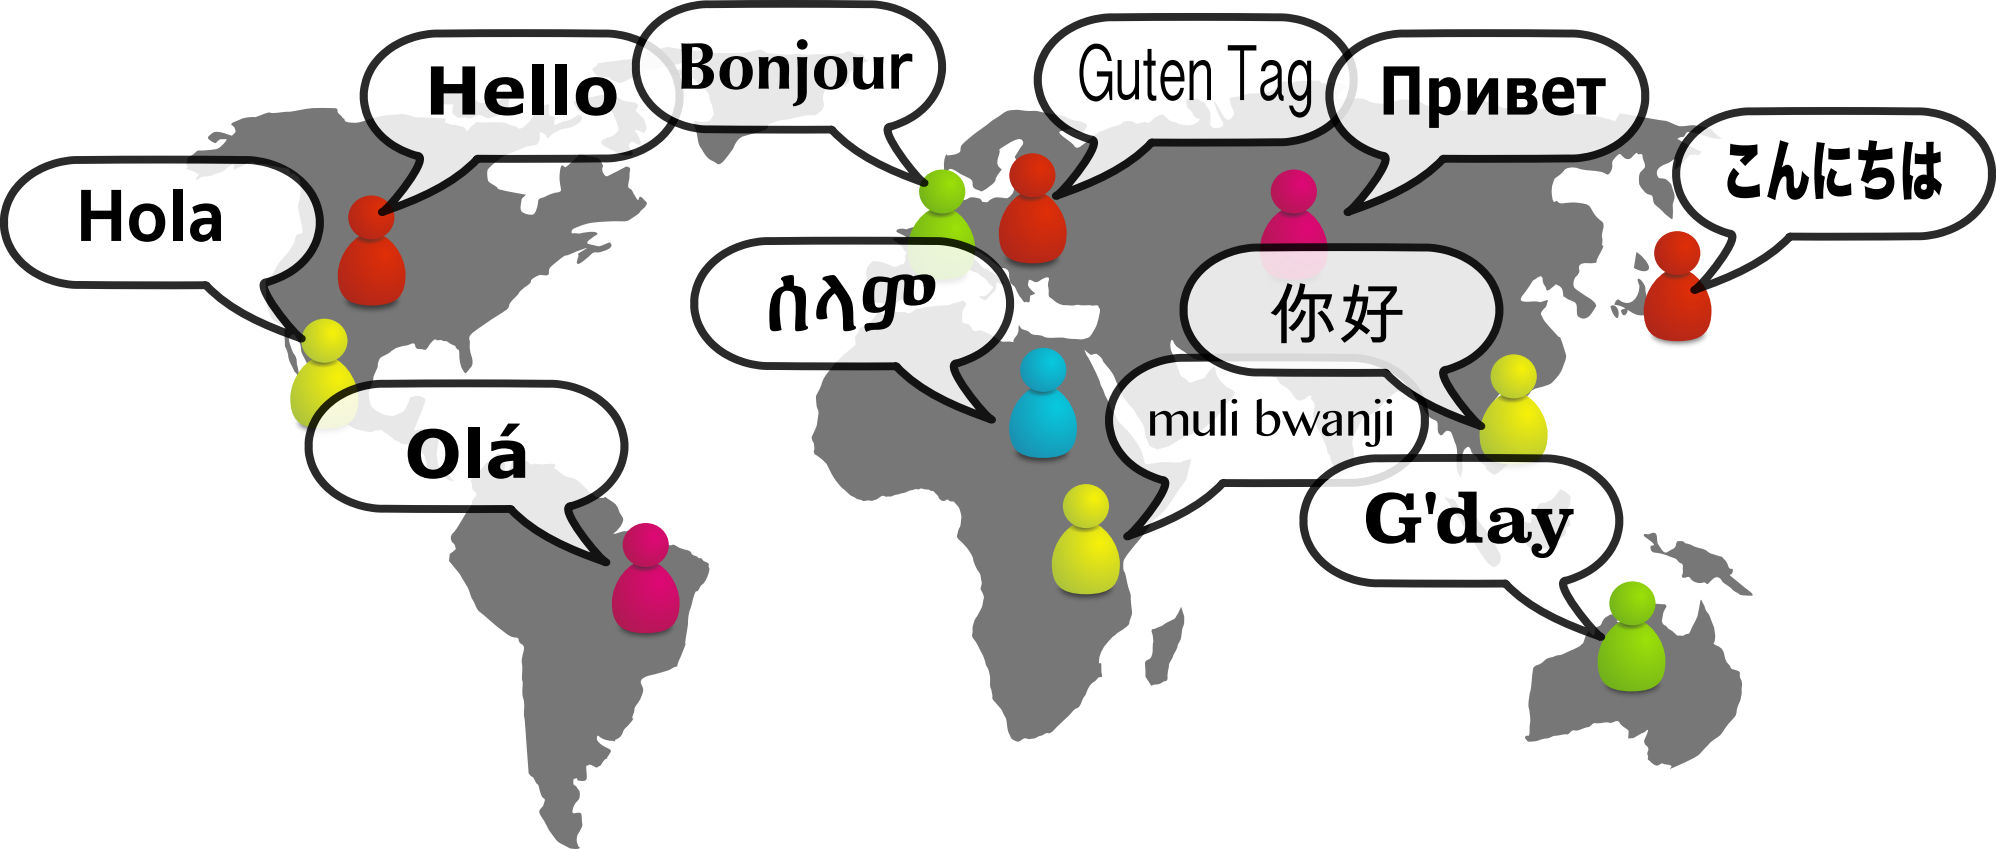 Hello
Bonjour
Guten Tag
Привет
こんにちは
Hola
ሰላም
你好
muli bwanji
Olá
G'day